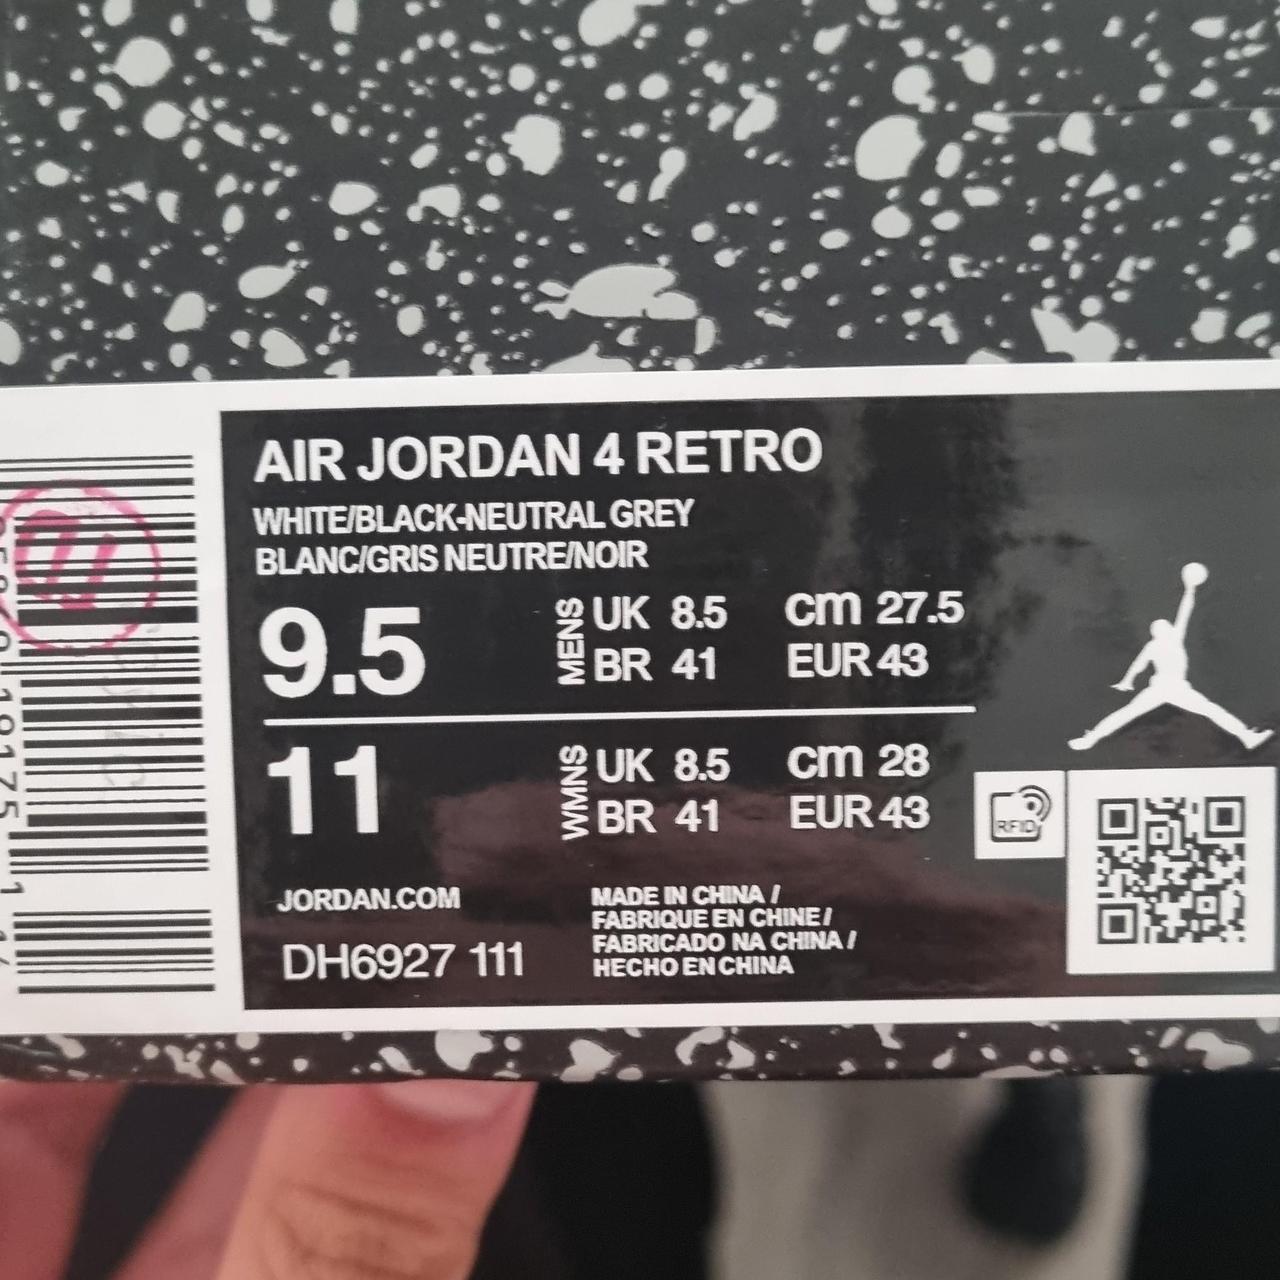 AIR JORDAN 4 RETRO
WHITE/BLACK-NEUTRAL GREY
BLANC/GRIS NEUTRE/NOIR
9.5 MENS UK 8.5 cm 27.5
BR 41 EUR 43
11 WMNS UK 8.5 cm 28
BR 41 EUR 43
RFID
JORDAN.COM
DH6927 111
MADE IN CHINA /
FABRIQUE EN CHINE /
FABRICADO NA CHINA /
HECHO EN CHINA